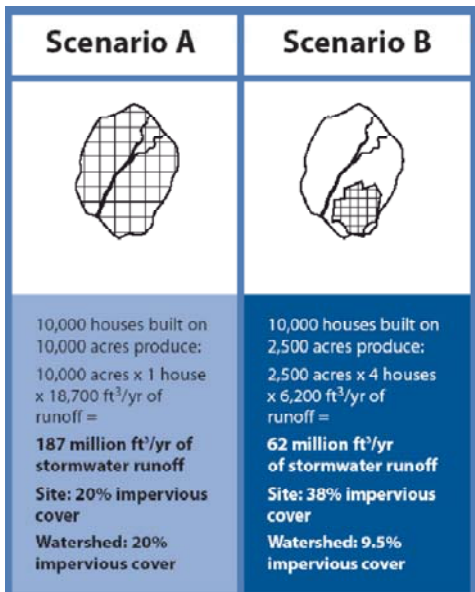 Scenario A
Scenario B
10,000 houses built on
10,000 acres produce:
10,000 acres x 1 house
x 18,700 ft³/yr of
runoff =
187 million ft³/yr of
stormwater runoff
Site: 20% impervious
cover
Watershed: 20%
impervious cover
10,000 houses built on
2,500 acres produce:
2,500 acres x 4 houses
x 6,200 ft³/yr of
runoff =
62 million ft³/yr
of stormwater runoff
Site: 38% impervious
cover
Watershed: 9.5%
impervious cover